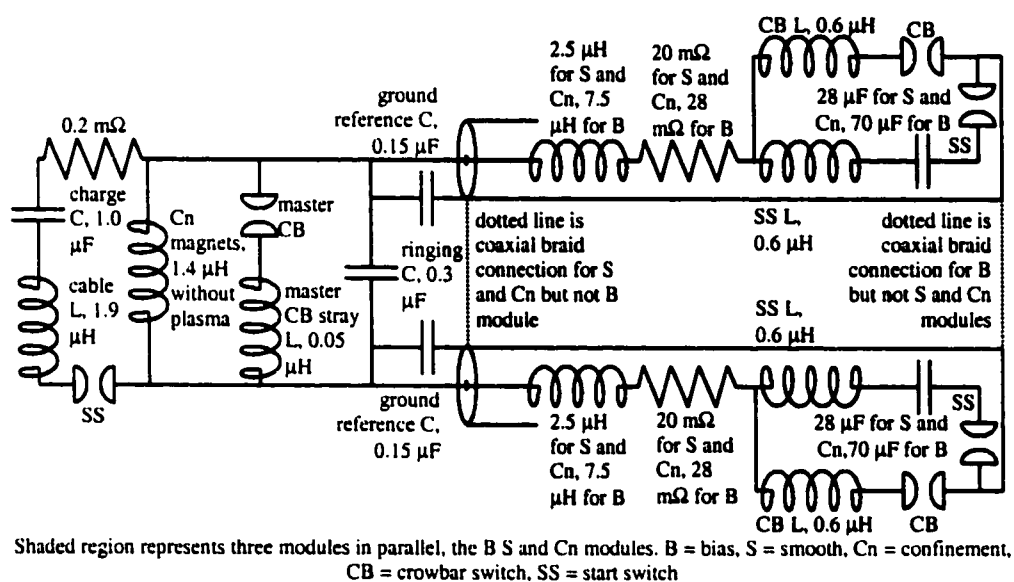 CB L, 0.6 µH
CB
2.5 µH
for S and
Cn, 7.5
µH for B
20 mΩ
for S and
Cn, 28
mΩ for B
28 µF for S and
Cn, 70 µF for B
SS
ground
reference C,
0.15 µF
0.2 mΩ
charge
C, 1.0
µF
Cn
magnets,
1.4 µH
without
plasma
master
CB
ringing
C, 0.3
µF
cable
L, 1.9
µH
master
CB stray
L, 0.05
µH
SS
dotted line is
coaxial braid
connection for S
and Cn but not B
module
SS L,
0.6 µH
dotted line is
coaxial braid
connection for B
but not S and Cn
modules
SS L,
0.6 µH
ground
reference C,
0.15 µF
2.5 µH
for S and
Cn, 7.5
µH for B
20 mΩ
for S and
Cn, 28
mΩ for B
28 µF for S and
Cn,70 µF for B
SS
CB L, 0.6 µH
CB
Shaded region represents three modules in parallel, the B S and Cn modules. B = bias, S = smooth, Cn = confinement,
CB = crowbar switch, SS = start switch